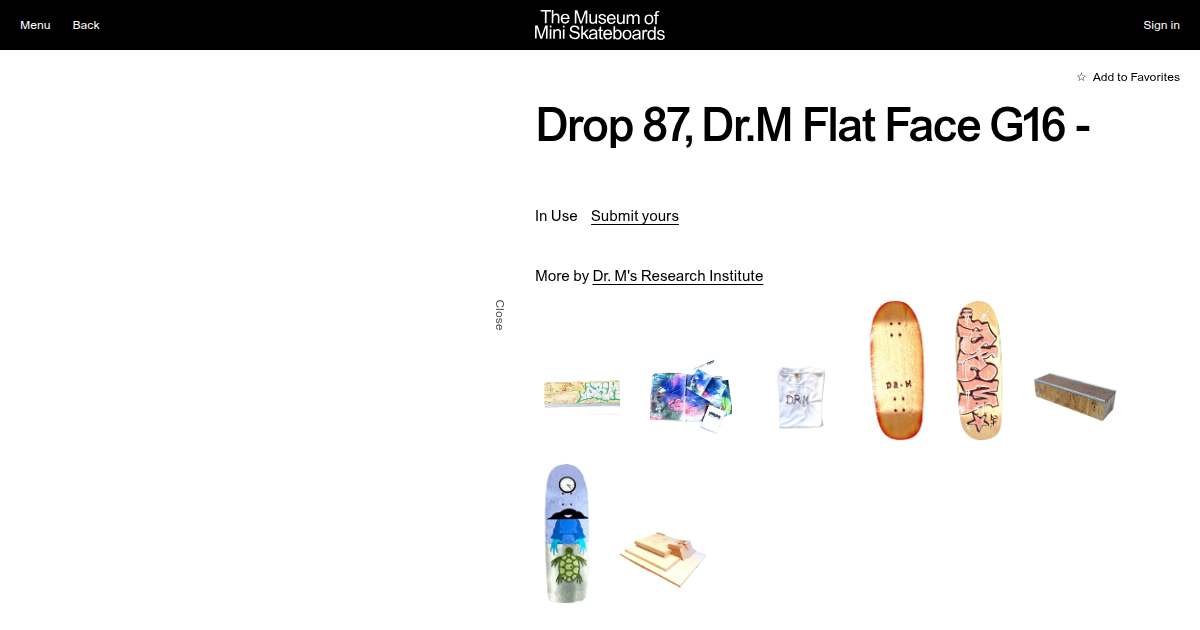 Menu Back
The Museum of
Mini Skateboards
Sign in
☆ Add to Favorites
Drop 87, Dr.M Flat Face G16 -
In Use Submit yours
More by Dr. M's Research Institute
Close
DRM
DR.M